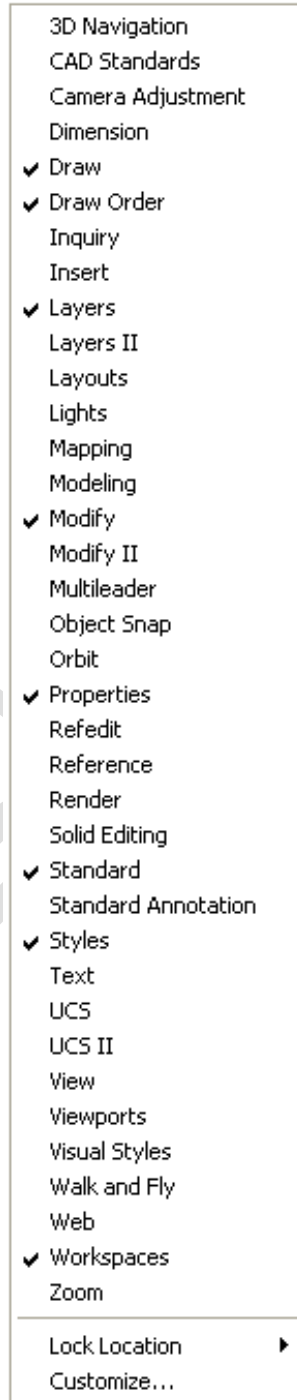 3D Navigation
CAD Standards
Camera Adjustment
Dimension
Draw
Draw Order
Inquiry
Insert
Layers
Layers II
Layouts
Lights
Mapping
Modeling
Modify
Modify II
Multileader
Object Snap
Orbit
Properties
Refedit
Reference
Render
Solid Editing
Standard
Standard Annotation
Styles
Text
UCS
UCS II
View
Viewports
Visual Styles
Walk and Fly
Web
Workspaces
Zoom
Lock Location
Customize...